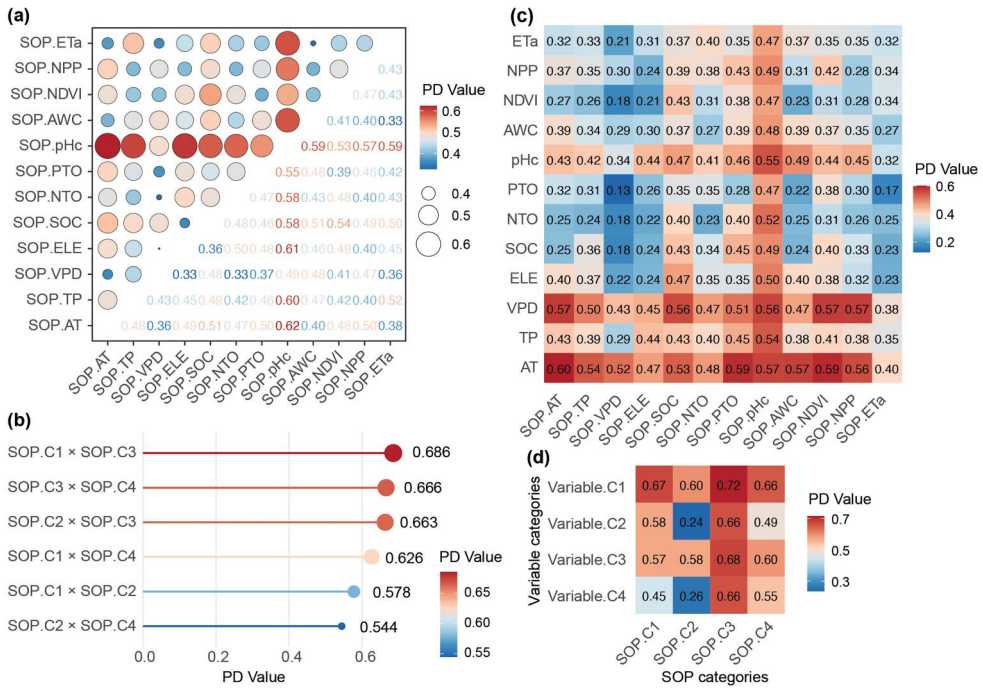 (a)
SOP.ETa
SOP.NPP 0.43
SOP.NDVI 0.47 0.43
SOP.AWC 0.41 0.40 0.33
SOP.pHc 0.59 0.53 0.57 0.59
SOP.PTO 0.55 0.48 0.39 0.46 0.42
SOP.NTO 0.47 0.58 0.43 0.48 0.40 0.43
SOP.SOC 0.48 0.46 0.58 0.51 0.54 0.49 0.50
SOP.ELE 0.36 0.50 0.48 0.61 0.46 0.49 0.40 0.45
SOP.VPD 0.33 0.48 0.33 0.37 0.49 0.48 0.41 0.47 0.36
SOP.TP 0.43 0.45 0.49 0.42 0.46 0.60 0.47 0.42 0.40 0.52
SOP.AT 0.48 0.36 0.49 0.51 0.47 0.50 0.62 0.40 0.48 0.50 0.38
SOP.AT SOP.TP SOP.VPD SOP.ELE SOP.SOC SOP.NTO SOP.PTO SOP.pHc SOP.AWC SOP.NDVI SOP.NPP SOP.ETa
PD Value
0.6
0.5
0.4
0.4
0.5
0.6
(b)
SOP.C1 × SOP.C3 0.686
SOP.C3 × SOP.C4 0.666
SOP.C2 × SOP.C3 0.663
SOP.C1 × SOP.C4 0.626
SOP.C1 × SOP.C2 0.578
SOP.C2 × SOP.C4 0.544
0.0 0.2 0.4 0.6
PD Value
PD Value
0.65
0.60
0.55
(c)
ETa 0.32 0.33 0.21 0.31 0.37 0.40 0.35 0.47 0.37 0.35 0.35 0.32
NPP 0.37 0.35 0.30 0.24 0.39 0.38 0.43 0.49 0.31 0.42 0.28 0.34
NDVI 0.27 0.26 0.18 0.21 0.43 0.31 0.38 0.47 0.23 0.31 0.28 0.34
AWC 0.39 0.34 0.29 0.30 0.37 0.27 0.39 0.48 0.39 0.37 0.35 0.27
pHc 0.43 0.42 0.34 0.44 0.47 0.41 0.46 0.55 0.49 0.44 0.45 0.32
PTO 0.32 0.31 0.13 0.26 0.35 0.35 0.28 0.47 0.22 0.38 0.30 0.17
NTO 0.25 0.24 0.18 0.22 0.40 0.23 0.40 0.52 0.25 0.31 0.26 0.25
SOC 0.25 0.36 0.18 0.24 0.43 0.34 0.45 0.49 0.24 0.40 0.33 0.23
ELE 0.40 0.37 0.22 0.24 0.47 0.35 0.35 0.50 0.40 0.38 0.32 0.23
VPD 0.57 0.50 0.43 0.45 0.56 0.47 0.51 0.56 0.47 0.57 0.57 0.38
TP 0.43 0.39 0.29 0.44 0.43 0.40 0.45 0.54 0.38 0.41 0.38 0.35
AT 0.60 0.54 0.52 0.47 0.53 0.48 0.59 0.57 0.57 0.59 0.56 0.40
SOP.AT SOP.TP SOP.VPD SOP.ELE SOP.SOC SOP.NTO SOP.PTO SOP.pHc SOP.AWC SOP.NDVI SOP.NPP SOP.ETa
PD Value
0.6
0.4
0.2
(d)
Variable categories
Variable.C1 0.67 0.60 0.72 0.66
Variable.C2 0.58 0.24 0.66 0.49
Variable.C3 0.57 0.58 0.68 0.60
Variable.C4 0.45 0.26 0.66 0.55
SOP.C1 SOP.C2 SOP.C3 SOP.C4
SOP categories
PD Value
0.7
0.5
0.3